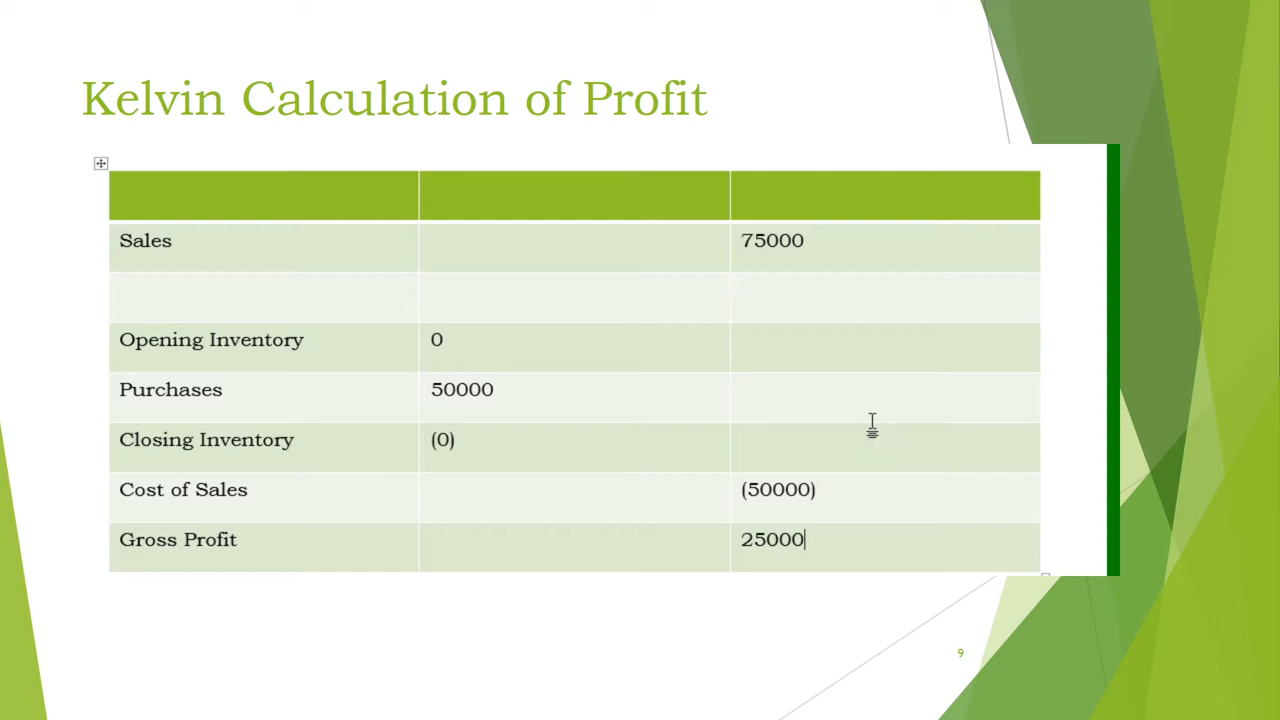 Kelvin Calculation of Profit
Sales 75000
Opening Inventory 0
Purchases 50000
Closing Inventory (0)
Cost of Sales (50000)
Gross Profit 25000
9